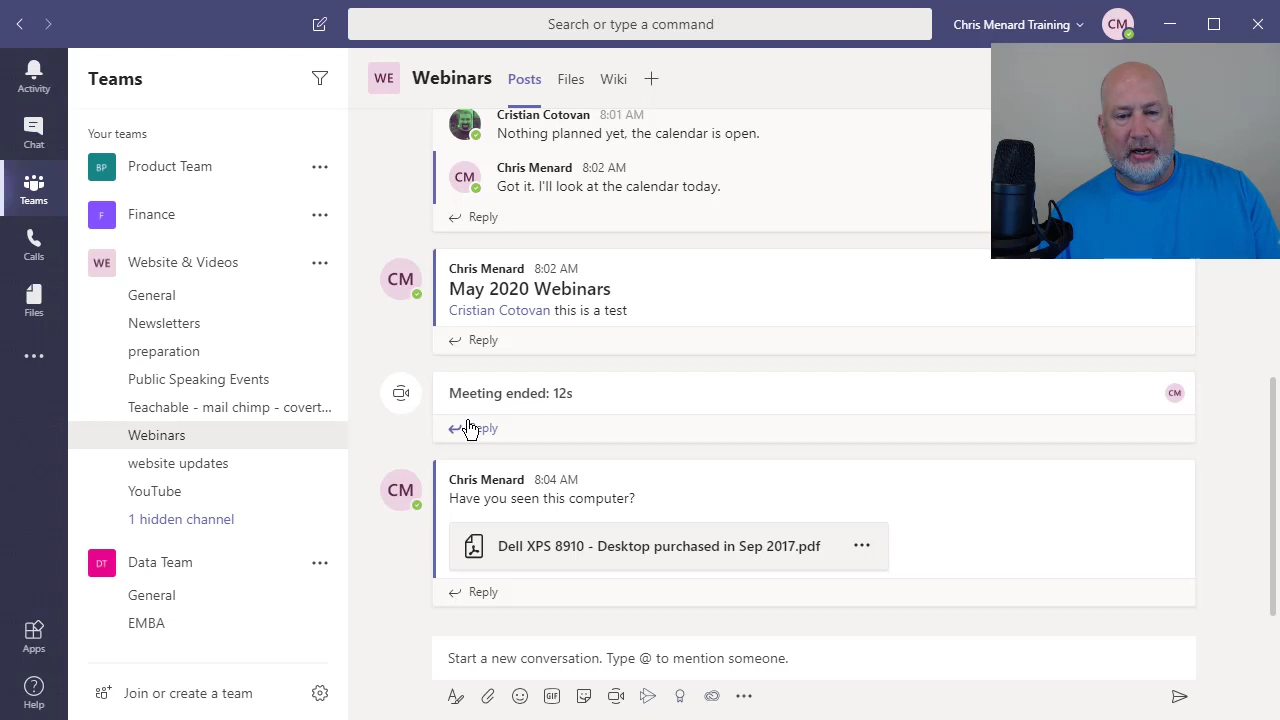 Search or type a command
Chris Menard Training
CM
Activity
Chat
Teams
Calls
Files
Apps
Help
Teams
Your teams
BP Product Team
F Finance
WE Website & Videos
General
Newsletters
preparation
Public Speaking Events
Teachable - mail chimp - covert...
Webinars
website updates
YouTube
1 hidden channel
DT Data Team
General
EMBA
Join or create a team
WE Webinars Posts Files Wiki
Cristian Cotovan 8:01 AM
Nothing planned yet, the calendar is open.
CM Chris Menard 8:02 AM
Got it. I'll look at the calendar today.
Reply
CM Chris Menard 8:02 AM
May 2020 Webinars
Cristian Cotovan this is a test
Reply
Meeting ended: 12s CM
Reply
CM Chris Menard 8:04 AM
Have you seen this computer?
Dell XPS 8910 - Desktop purchased in Sep 2017.pdf
Reply
Start a new conversation. Type @ to mention someone.
GIF